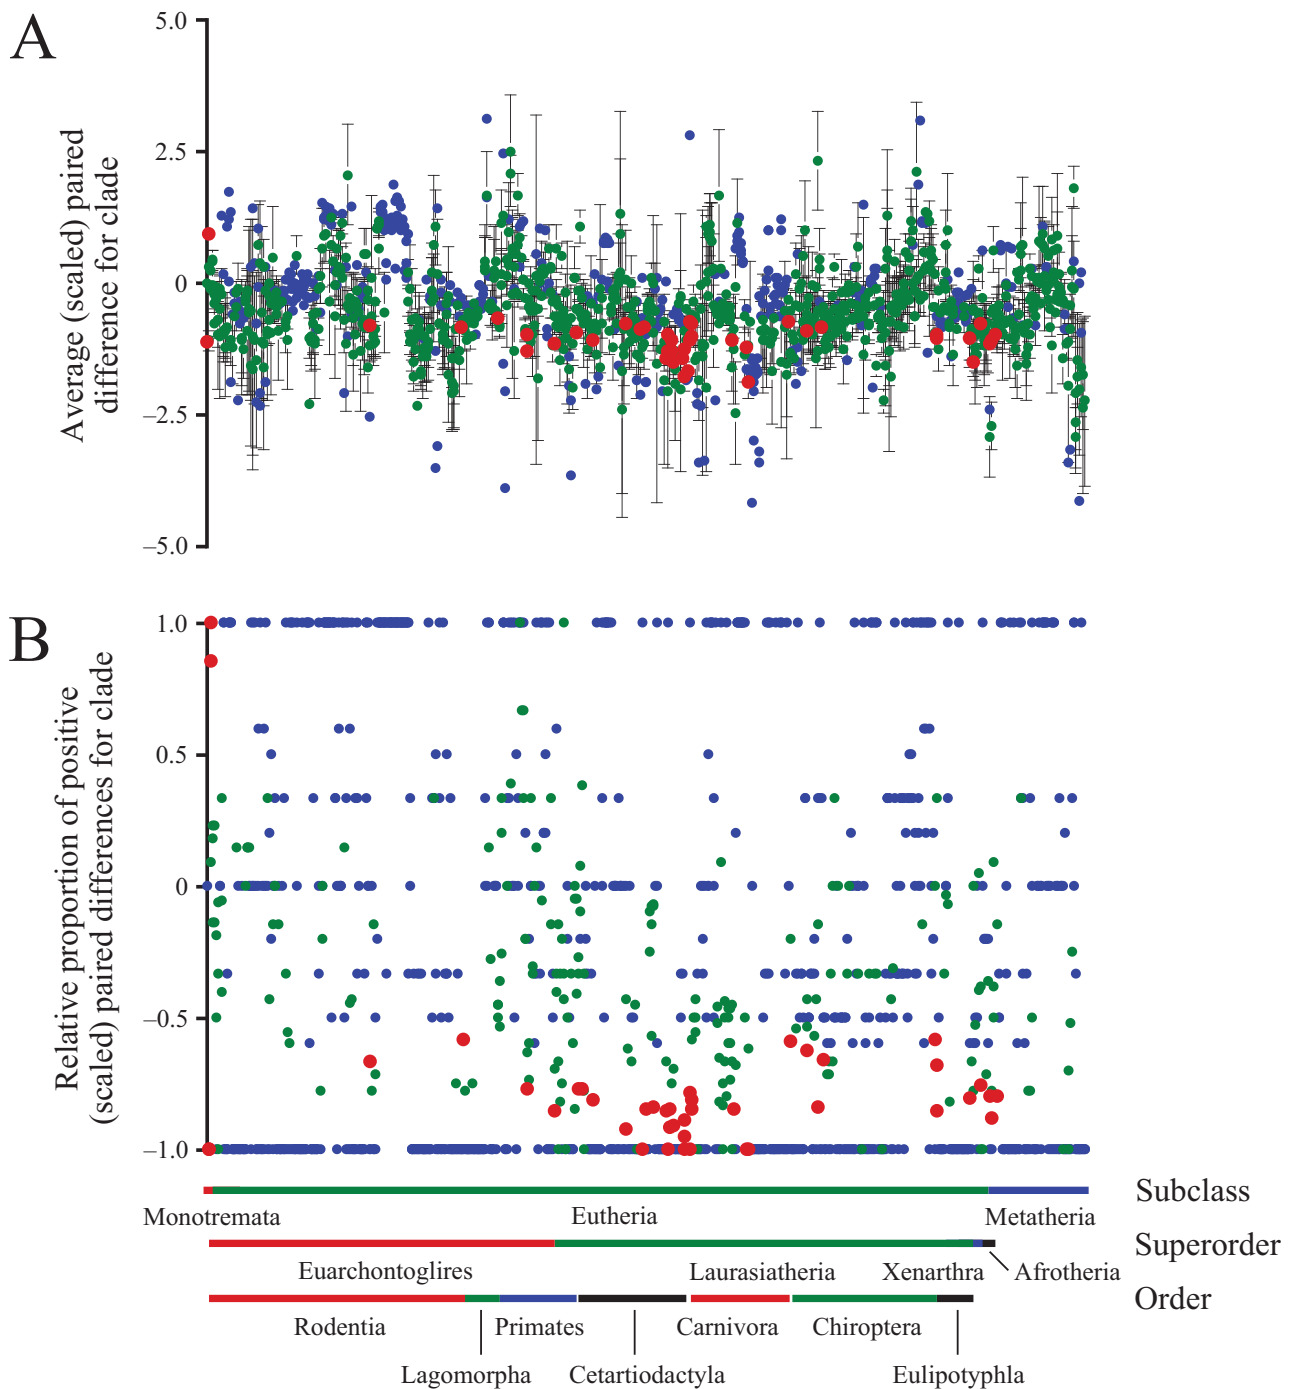 A
5.0
2.5
0
–2.5
–5.0
Average (scaled) paired
difference for clade
B
1.0
0.5
0
–0.5
–1.0
Relative proportion of positive
(scaled) paired differences for clade
Subclass
Monotremata Eutheria Metatheria
Superorder
Euarchontoglires Laurasiatheria Xenarthra Afrotheria
Order
Rodentia Primates Carnivora Chiroptera
Lagomorpha Cetartiodactyla Eulipotyphla